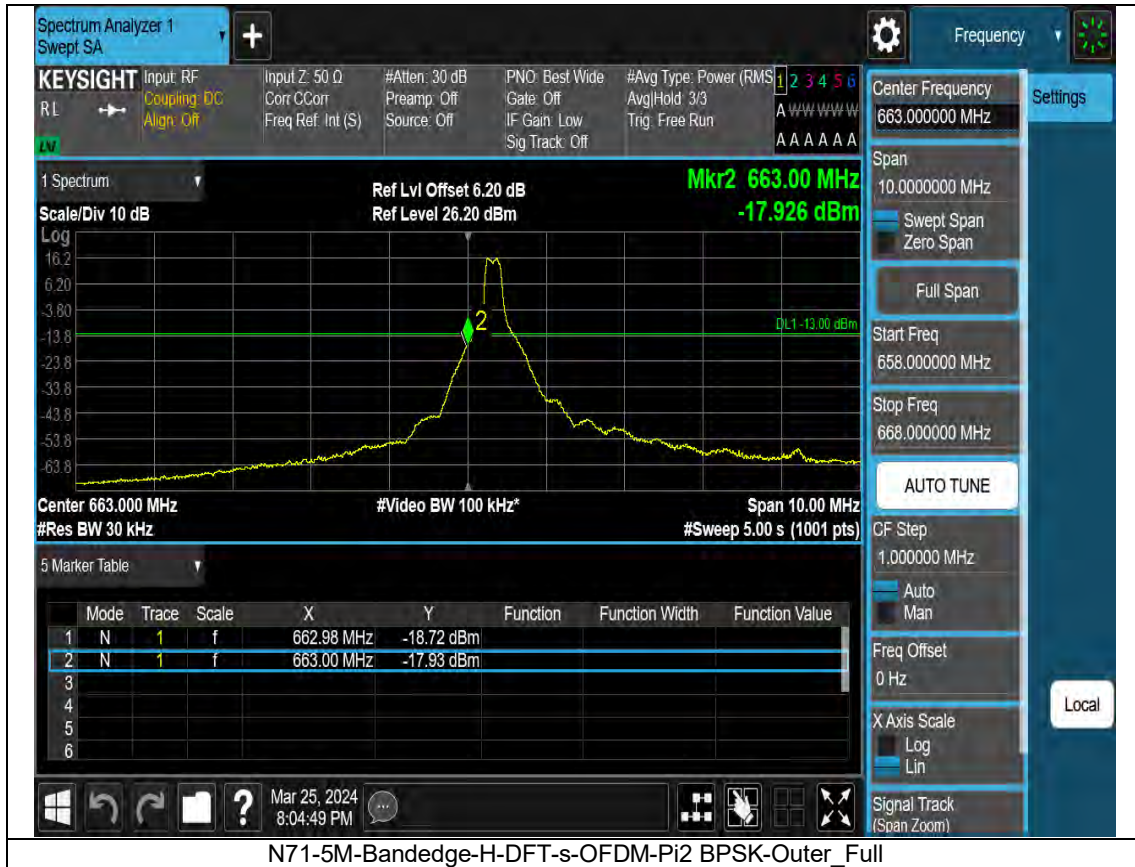 Spectrum Analyzer 1
Swept SA
Frequency
KEYSIGHT
RL
Input: RF
Coupling: DC
Align: Off
Input Z: 50 Ω
Corr CCorr
Freq Ref: Int (S)
#Atten: 30 dB
Preamp: Off
Source: Off
PNO: Best Wide
Gate: Off
IF Gain: Low
Sig Track: Off
#Avg Type: Power (RMS
Avg|Hold: 3/3
Trig: Free Run
1 2 3 4 5 6
A W W W W W
A A A A A A
1 Spectrum
Scale/Div 10 dB
Ref Lvl Offset 6.20 dB
Ref Level 26.20 dBm
Mkr2 663.00 MHz
-17.926 dBm
Log
16.2
6.20
-3.80
-13.8
-23.8
-33.8
-43.8
-53.8
-63.8
2
DL1 -13.00 dBm
Center 663.000 MHz
#Video BW 100 kHz*
Span 10.00 MHz
#Res BW 30 kHz
#Sweep 5.00 s (1001 pts)
5 Marker Table
Mode Trace Scale X Y Function Function Width Function Value
1 N 1 f 662.98 MHz -18.72 dBm
2 N 1 f 663.00 MHz -17.93 dBm
3
4
5
6
?
Mar 25, 2024
8:04:49 PM
Center Frequency
663.000000 MHz
Settings
Span
10.0000000 MHz
Swept Span
Zero Span
Full Span
Start Freq
658.000000 MHz
Stop Freq
668.000000 MHz
AUTO TUNE
CF Step
1.000000 MHz
Auto
Man
Freq Offset
0 Hz
X Axis Scale
Log
Lin
Local
Signal Track
(Span Zoom)
N71-5M-Bandedge-H-DFT-s-OFDM-Pi2 BPSK-Outer_Full